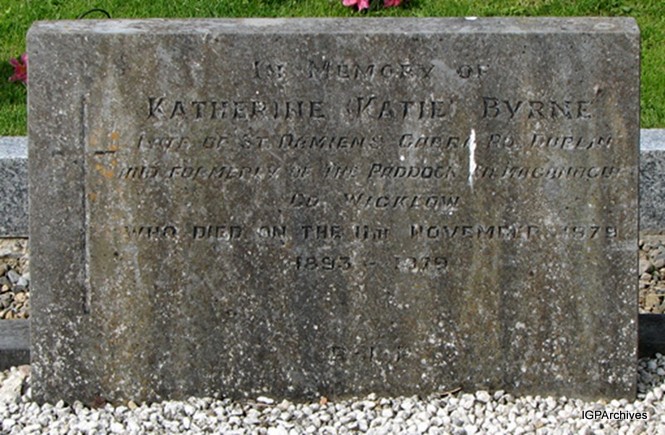 In Memory of
Katherine (Katie) Byrne
Late of St. Damiens Cabra Rd. Dublin
and formerly of The Paddock
Co. Wicklow
who died on the 11th November 1979
1893 - 1979
R.I.P.
IGPArchives